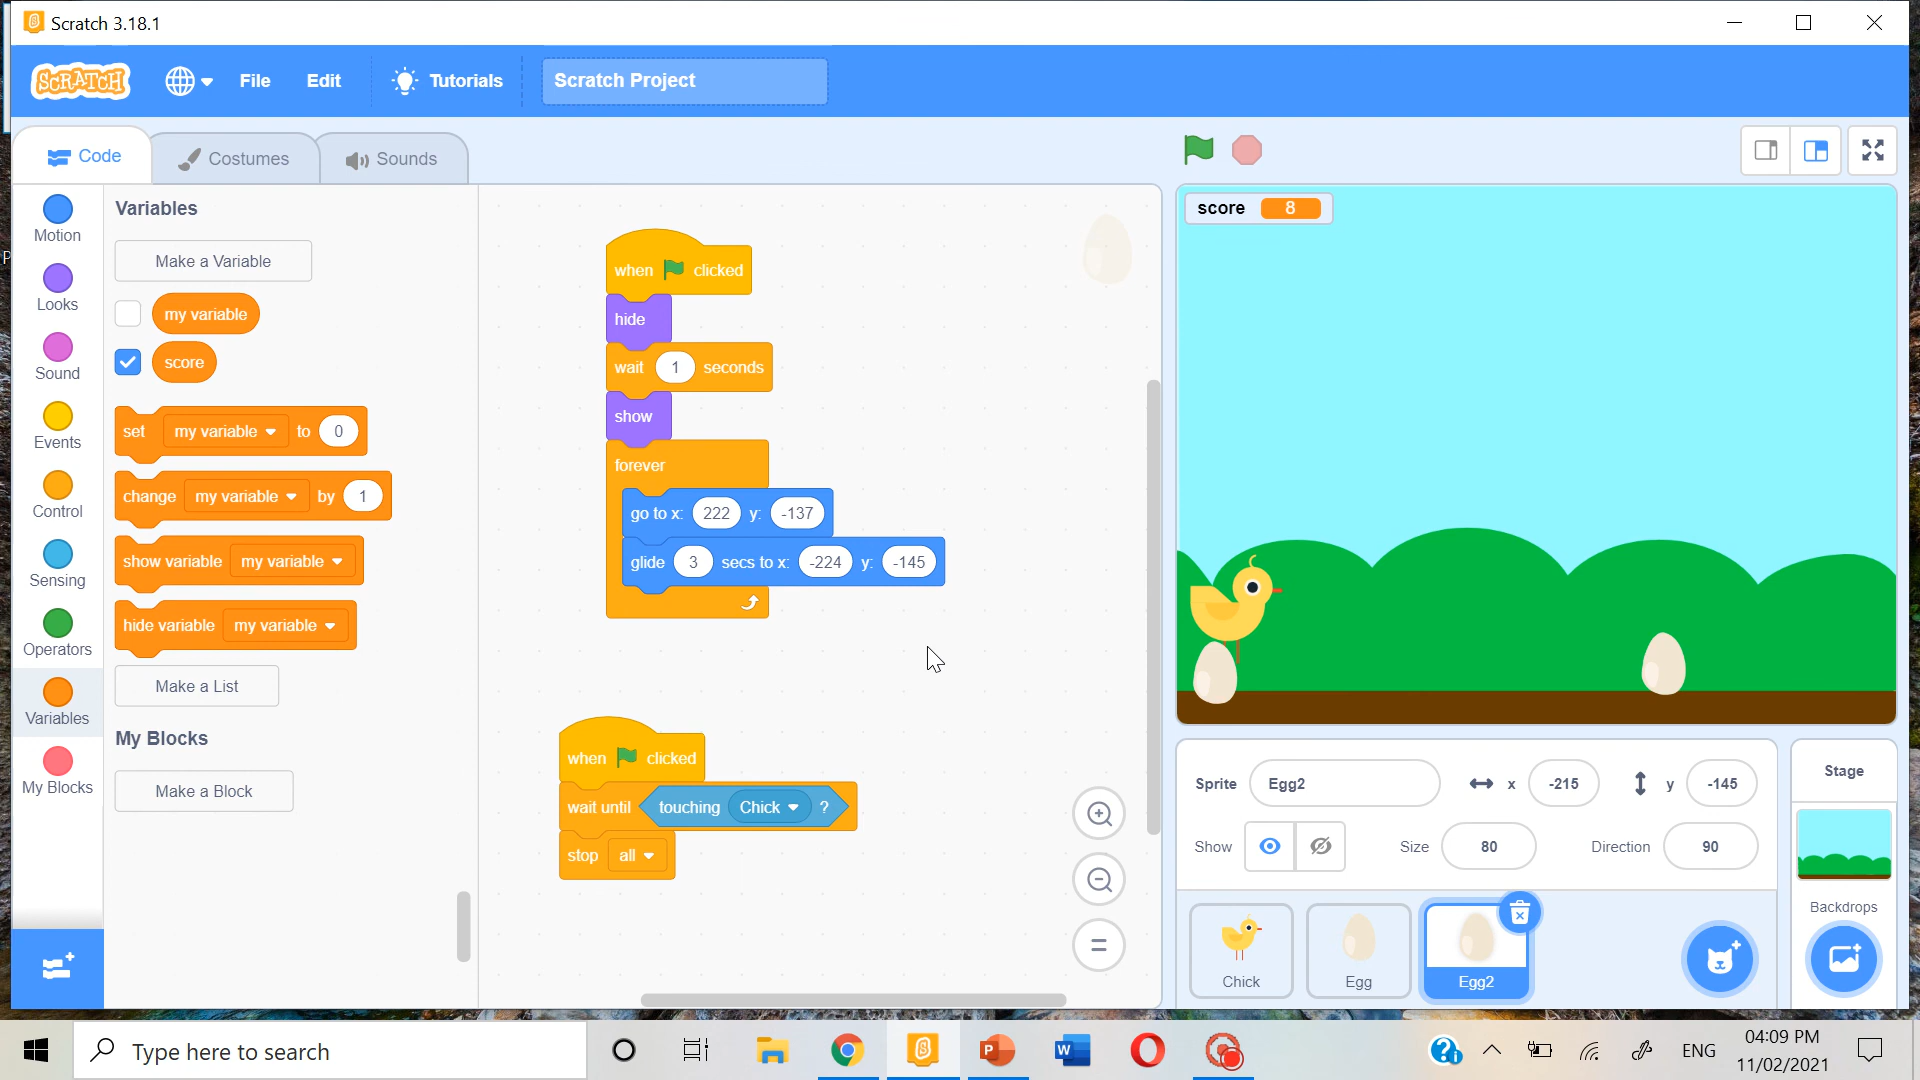 Scratch 3.18.1
SCRATCH
File
Edit
Tutorials
Scratch Project
Code
Costumes
Sounds
Motion
Looks
Sound
Events
Control
Sensing
Operators
Variables
My Blocks
Variables
Make a Variable
my variable
score
set my variable to 0
change my variable by 1
show variable my variable
hide variable my variable
Make a List
My Blocks
Make a Block
when clicked
hide
wait 1 seconds
show
forever
go to x: 222 y: -137
glide 3 secs to x: -224 y: -145
when clicked
wait until touching Chick ?
stop all
score 8
Sprite Egg2 x -215 y -145
Show Size 80 Direction 90
Chick
Egg
Egg2
Stage
Backdrops
Type here to search
ENG
04:09 PM
11/02/2021